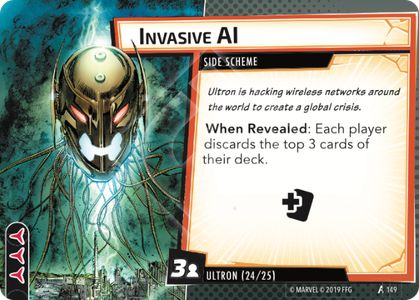 Invasive AI
SIDE SCHEME
Ultron is hacking wireless networks around
the world to create a global crisis.
When Revealed: Each player
discards the top 3 cards of
their deck.
3
ULTRON (24/25)
© MARVEL © 2019 FFG
149